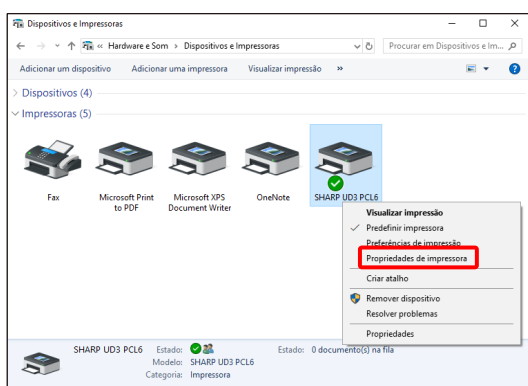 Dispositivos e Impressoras
« Hardware e Som › Dispositivos e Impressoras
Procurar em Dispositivos e Im...
Adicionar um dispositivo Adicionar uma impressora Visualizar impressão »
Dispositivos (4)
Impressoras (5)
Fax
Microsoft Print
to PDF
Microsoft XPS
Document Writer
OneNote
SHARP UD3 PCL6
Visualizar impressão
Predefinir impressora
Preferências de impressão
Propriedades de impressora
Criar atalho
Remover dispositivo
Resolver problemas
Propriedades
SHARP UD3 PCL6 Estado: Estado: 0 documento(s) na fila
Modelo: SHARP UD3 PCL6
Categoria: Impressora